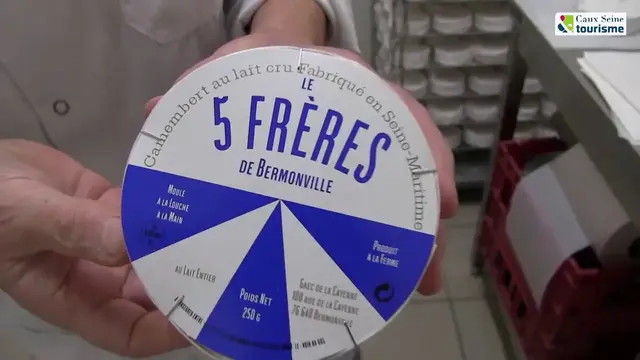 Caux Seine
tourisme
Camembert au lait cru Fabriqué en Seine-Maritime
LE
5 FRÈRES
DE BERMONVILLE
MOULÉ
À LA LOUCHE
À LA MAIN
AU LAIT ENTIER
POIDS NET
250 G
GAEC DE LA CAYENNE
100 RUE DE LA CAYENNE
76 640 BERMONVILLE
PRODUIT
À LA FERME